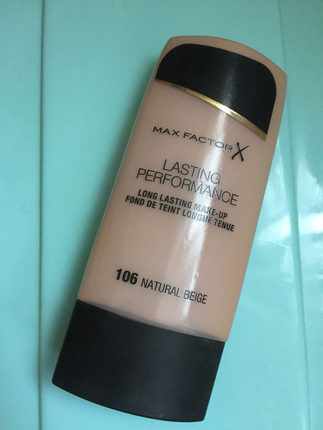 MAX FACTOR X
LASTING
PERFORMANCE
LONG LASTING MAKE-UP
FOND DE TEINT LONGUE TENUE
106 NATURAL BEIGE